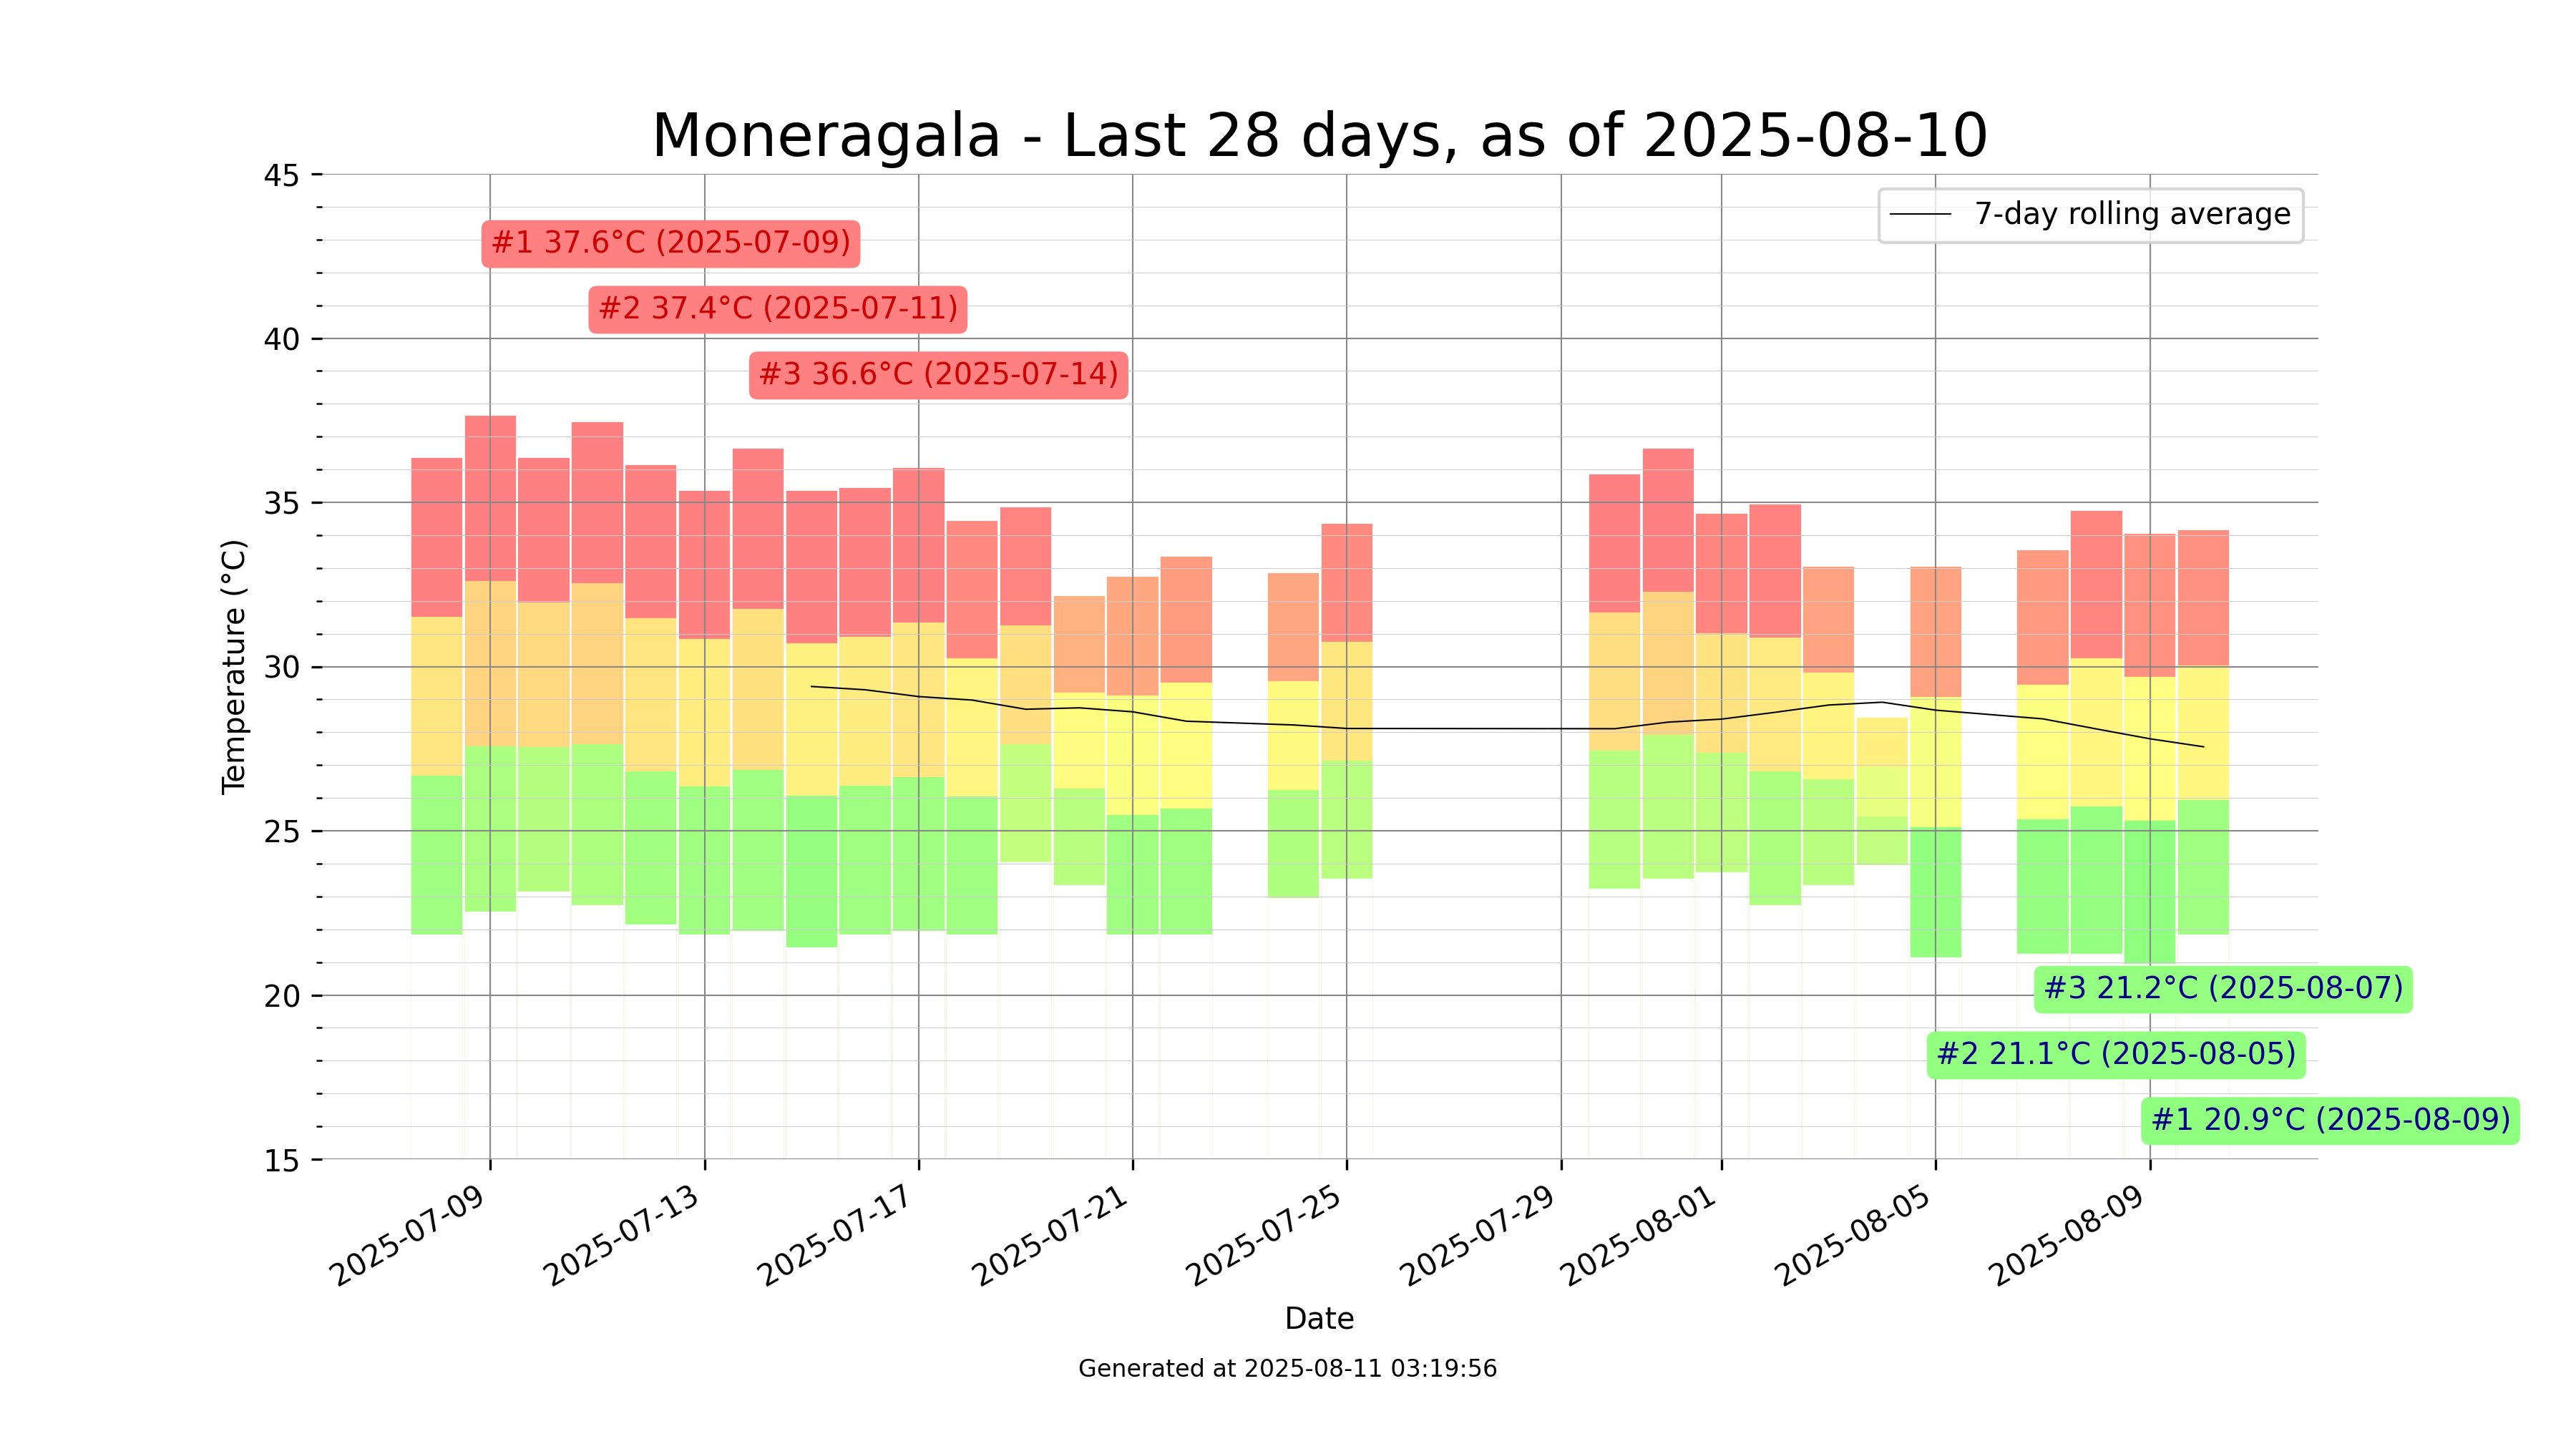 Moneragala - Last 28 days, as of 2025-08-10
45
40
35
30
25
20
15
Temperature (°C)
7-day rolling average
#1 37.6°C (2025-07-09)
#2 37.4°C (2025-07-11)
#3 36.6°C (2025-07-14)
#3 21.2°C (2025-08-07)
#2 21.1°C (2025-08-05)
#1 20.9°C (2025-08-09)
2025-07-09
2025-07-13
2025-07-17
2025-07-21
2025-07-25
2025-07-29
2025-08-01
2025-08-05
2025-08-09
Date
Generated at 2025-08-11 03:19:56